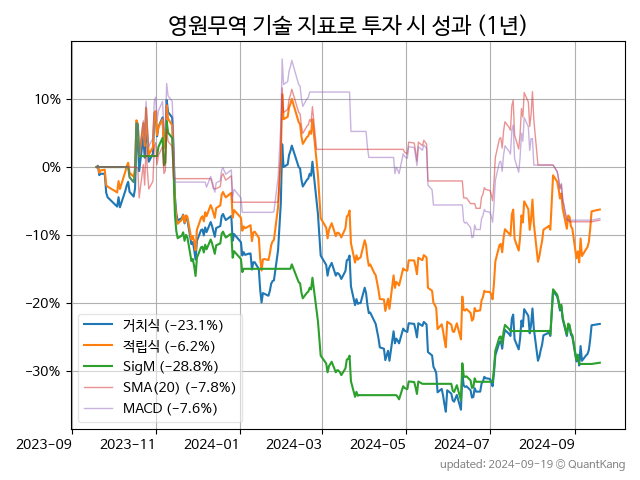 영원무역 기술 지표로 투자 시 성과 (1년)
10%
0%
−10%
−20%
−30%
거치식 (−23.1%)
적립식 (−6.2%)
SigM (−28.8%)
SMA(20) (−7.8%)
MACD (−7.6%)
2023-09 2023-11 2024-01 2024-03 2024-05 2024-07 2024-09
updated: 2024-09-19 © QuantKang